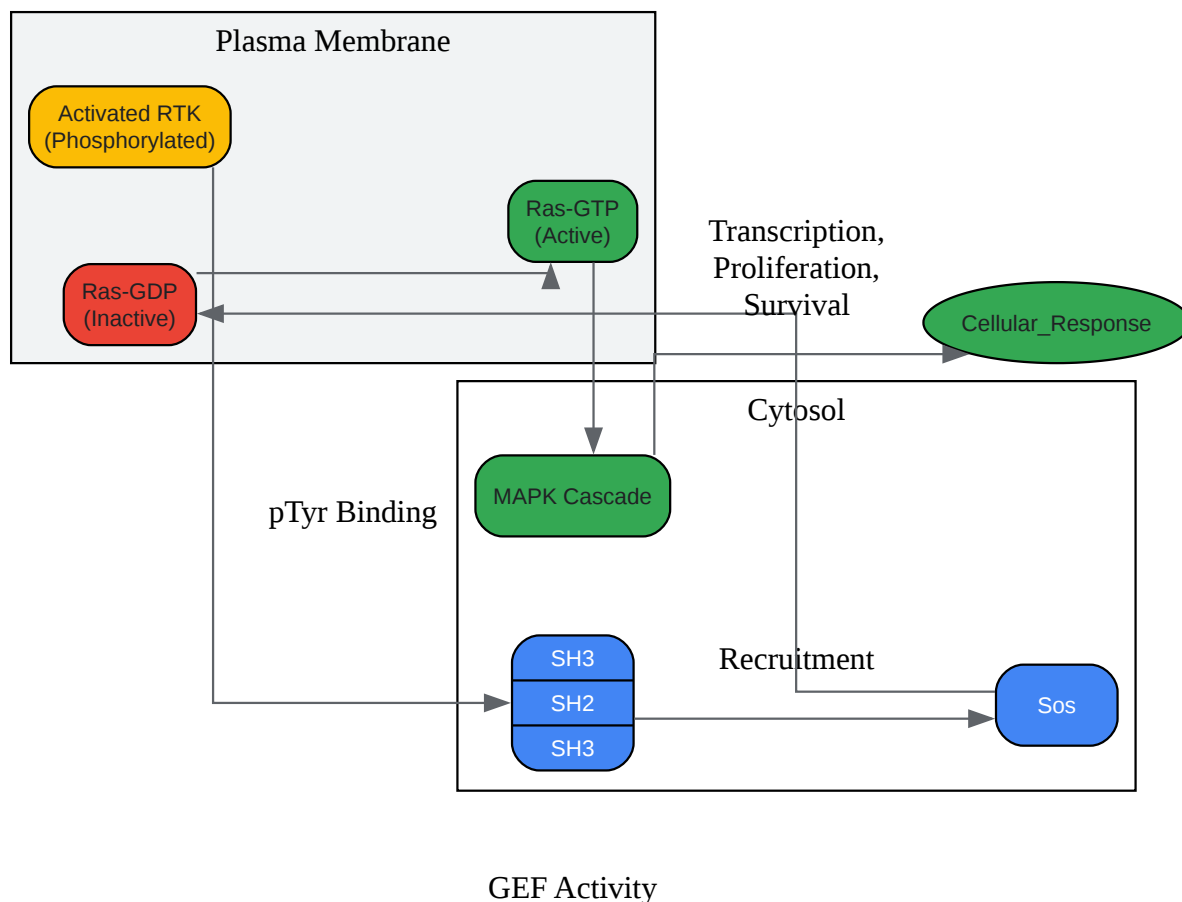 Plasma Membrane
Activated RTK
(Phosphorylated)
Ras-GTP
(Active)
Ras-GDP
(Inactive)
Transcription,
Proliferation,
Survival
Cellular_Response
Cytosol
MAPK Cascade
pTyr Binding
SH3
SH2
SH3
Recruitment
Sos
GEF Activity